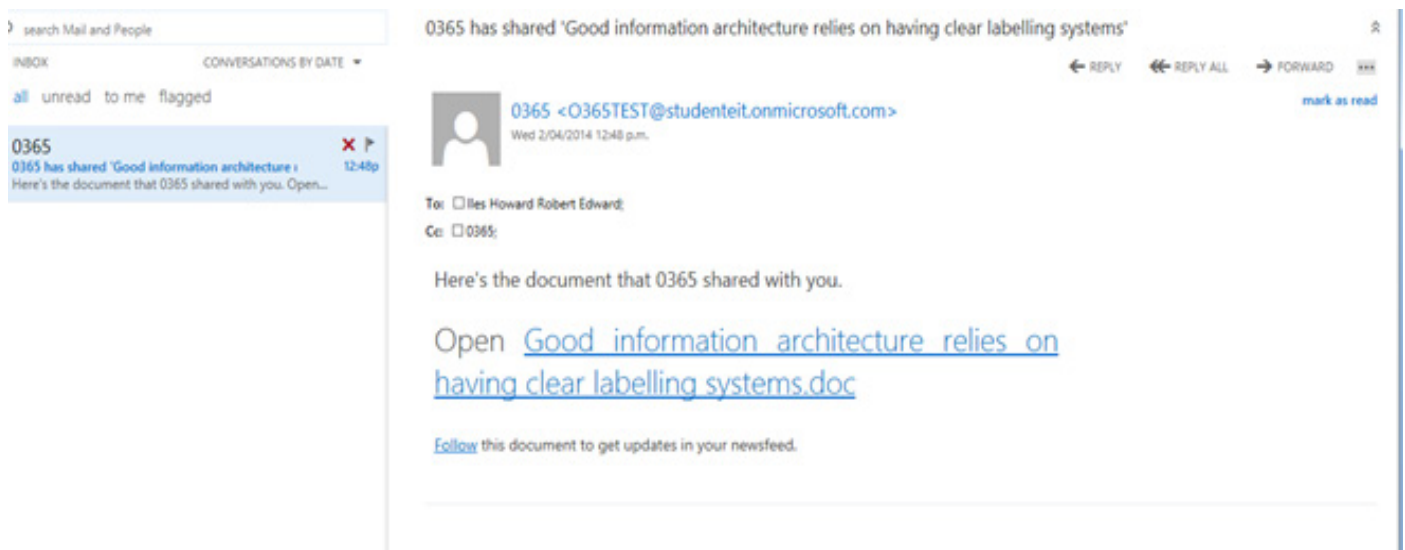 search Mail and People
INBOX CONVERSATIONS BY DATE
all unread to me flagged
0365
0365 has shared 'Good information architecture 12:48p
Here's the document that 0365 shared with you. Open...
0365 has shared 'Good information architecture relies on having clear labelling systems'
REPLY REPLY ALL FORWARD ...
mark as read
0365 <O365TEST@studenteit.onmicrosoft.com>
Wed 2/04/2014 12:48 p.m.
To: Iles Howard Robert Edward;
Cc: 0365;
Here's the document that 0365 shared with you.
Open Good information architecture relies on
having clear labelling systems.doc
Follow this document to get updates in your newsfeed.